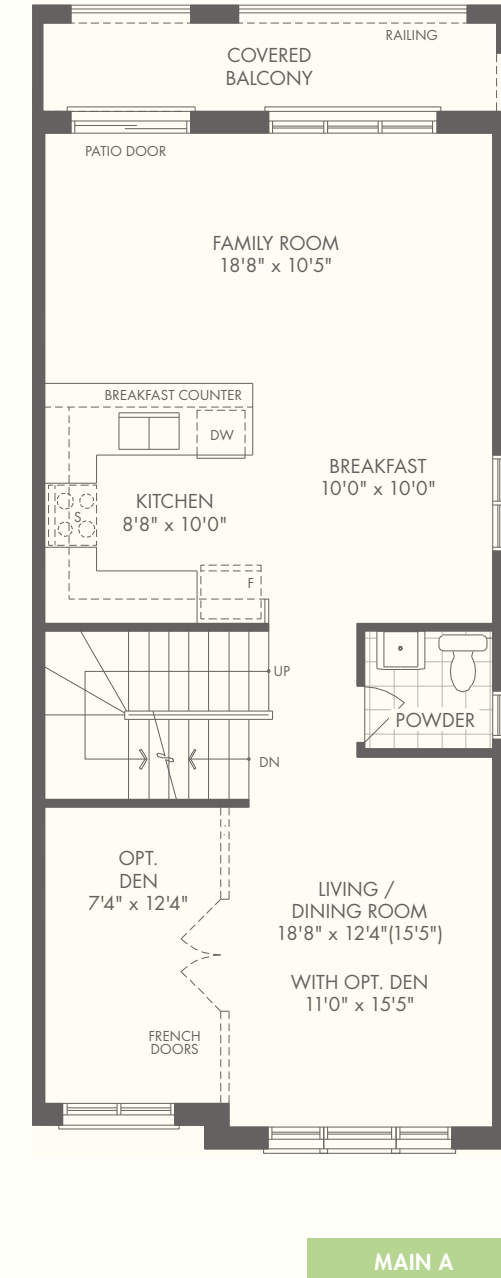 RAILING
COVERED
BALCONY
PATIO DOOR
FAMILY ROOM
18'8" x 10'5"
BREAKFAST COUNTER
DW
BREAKFAST
10'0" x 10'0"
KITCHEN
8'8" x 10'0"
S
F
UP
POWDER
DN
OPT.
DEN
7'4" x 12'4"
LIVING /
DINING ROOM
18'8" x 12'4"(15'5")
WITH OPT. DEN
11'0" x 15'5"
FRENCH
DOORS
MAIN A